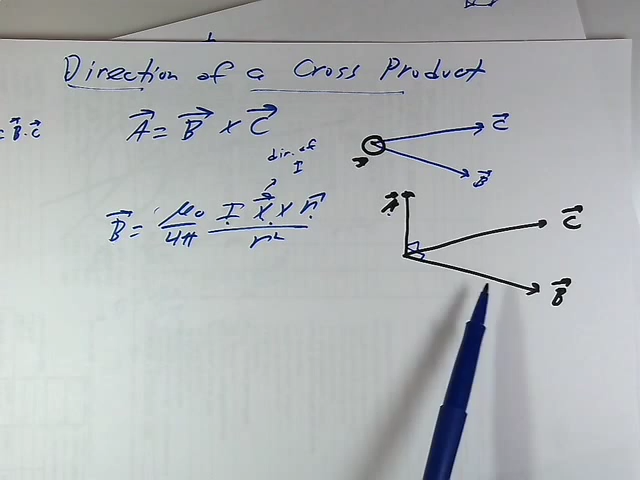 Direction of a Cross Product
= B⃗·C⃗
A⃗ = B⃗ × C⃗
C⃗
B⃗
dir. of
I
B⃗ = μ₀/4π I x⃗ × r⃗ / r²
A⃗
C⃗
B⃗